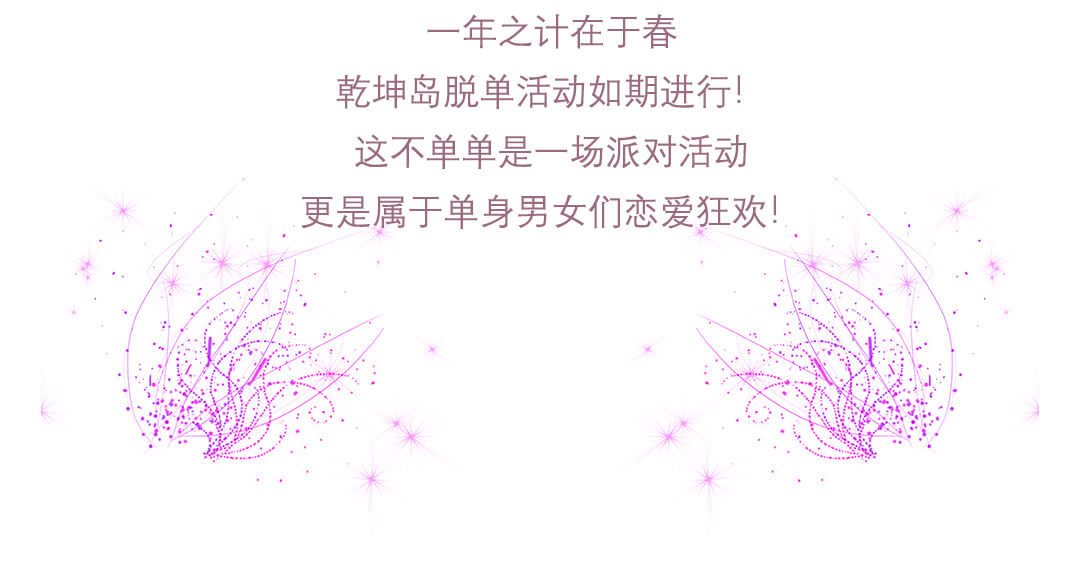 一年之计在于春
乾坤岛脱单活动如期进行!
这不单单是一场派对活动
更是属于单身男女们恋爱狂欢!